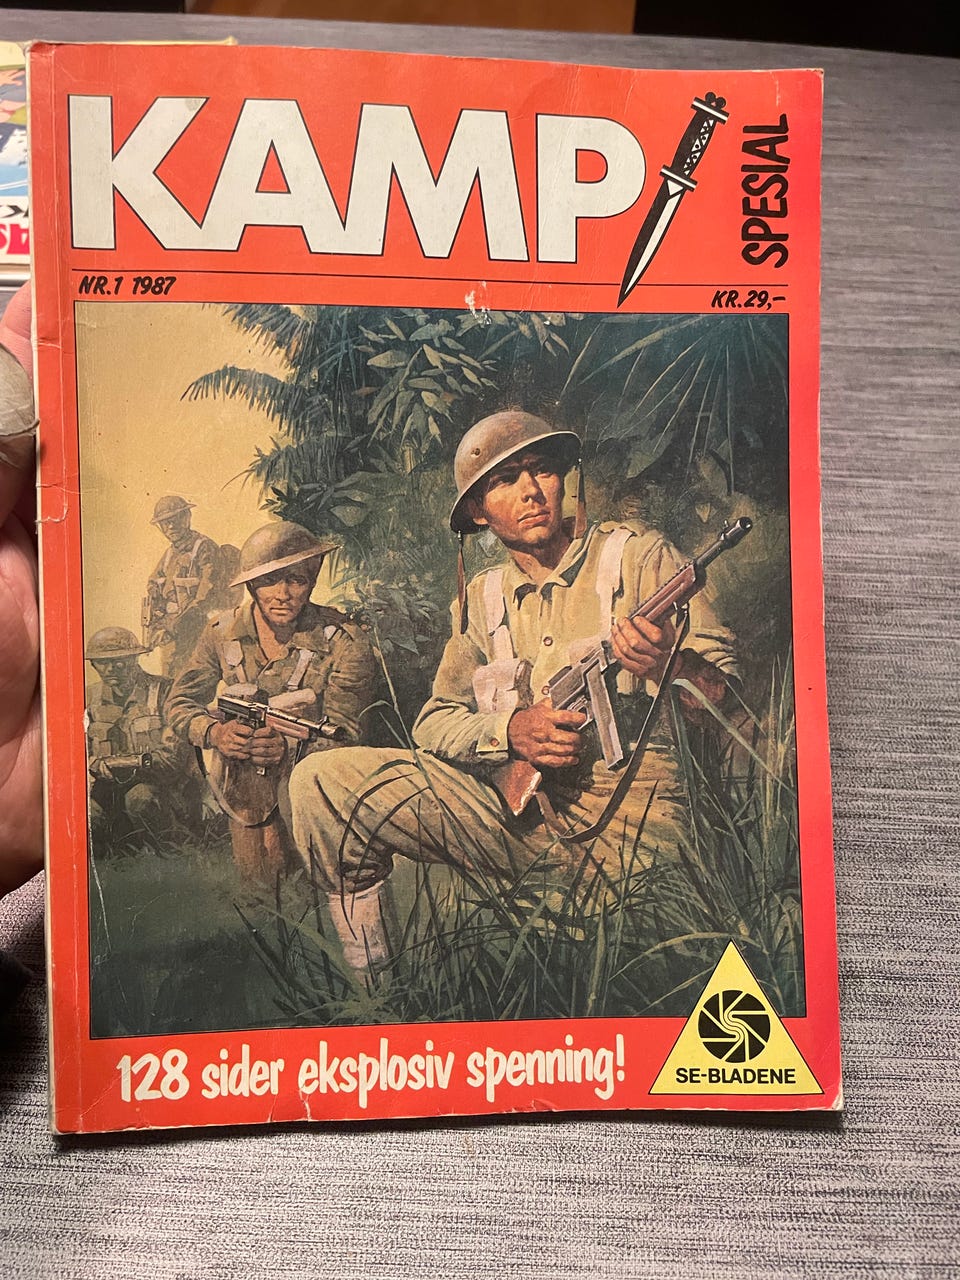 KAMP
SPESIAL
NR.1 1987
KR.29,-
128 sider eksplosiv spenning!
SE-BLADENE